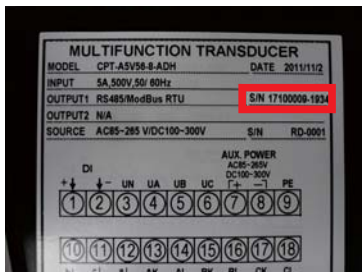 MULTIFUNCTION TRANSDUCER
MODEL CPT-A5V56-8-ADH DATE 2011/11/2
INPUT 5A,500V,50/ 60Hz
OUTPUT1 RS485/ModBus RTU S/N 17100009-1934
OUTPUT2 N/A
SOURCE AC85~265 V/DC100~300V S/N RD-0001
AUX. POWER
AC85~265V
DC100~300V
DI
+ - UN UA UB UC + - PE
1 2 3 4 5 6 7 8 9
10 11 12 13 14 15 16 17 18